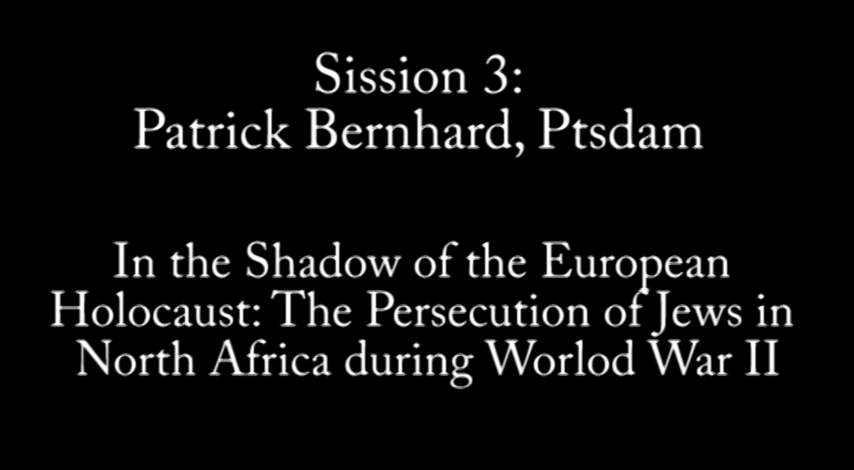 Sission 3:
Patrick Bernhard, Ptsdam
In the Shadow of the European
Holocaust: The Persecution of Jews in
North Africa during Worlod War II